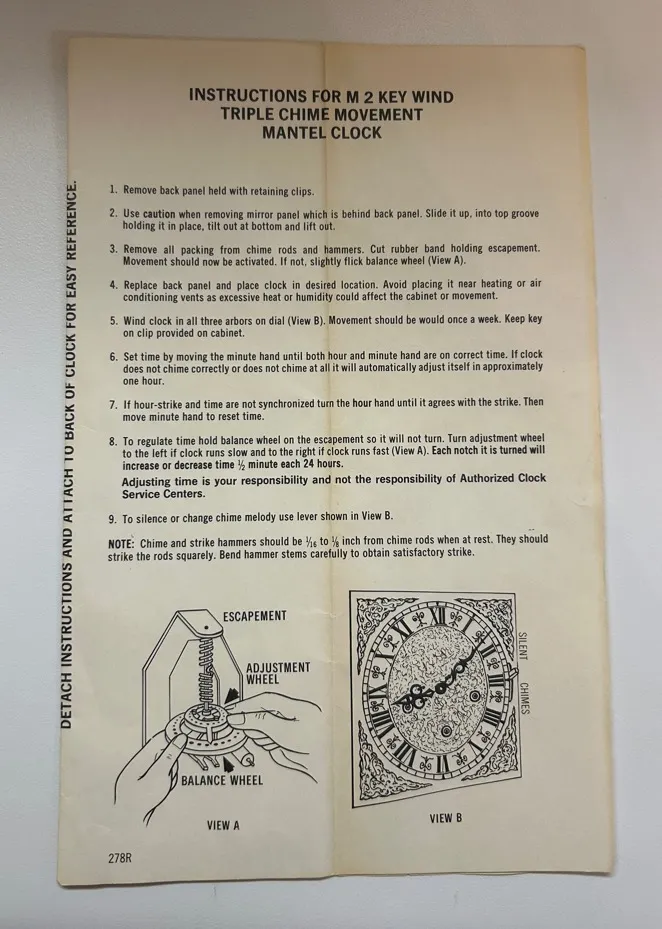 INSTRUCTIONS FOR M 2 KEY WIND
TRIPLE CHIME MOVEMENT
MANTEL CLOCK
DETACH INSTRUCTIONS AND ATTACH TO BACK OF CLOCK FOR EASY REFERENCE.
1. Remove back panel held with retaining clips.
2. Use caution when removing mirror panel which is behind back panel. Slide it up, into top groove
holding it in place, tilt out at bottom and lift out.
3. Remove all packing from chime rods and hammers. Cut rubber band holding escapement.
Movement should now be activated. If not, slightly flick balance wheel (View A).
4. Replace back panel and place clock in desired location. Avoid placing it near heating or air
conditioning vents as excessive heat or humidity could affect the cabinet or movement.
5. Wind clock in all three arbors on dial (View B). Movement should be would once a week. Keep key
on clip provided on cabinet.
6. Set time by moving the minute hand until both hour and minute hand are on correct time. If clock
does not chime correctly or does not chime at all it will automatically adjust itself in approximately
one hour.
7. If hour-strike and time are not synchronized turn the hour hand until it agrees with the strike. Then
move minute hand to reset time.
8. To regulate time hold balance wheel on the escapement so it will not turn. Turn adjustment wheel
to the left if clock runs slow and to the right if clock runs fast (View A). Each notch it is turned will
increase or decrease time ½ minute each 24 hours.
Adjusting time is your responsibility and not the responsibility of Authorized Clock
Service Centers.
9. To silence or change chime melody use lever shown in View B.
NOTE: Chime and strike hammers should be 1/16 to ⅛ inch from chime rods when at rest. They should
strike the rods squarely. Bend hammer stems carefully to obtain satisfactory strike.
ESCAPEMENT
ADJUSTMENT
WHEEL
BALANCE WHEEL
VIEW A
SILENT
CHIMES
VIEW B
278R